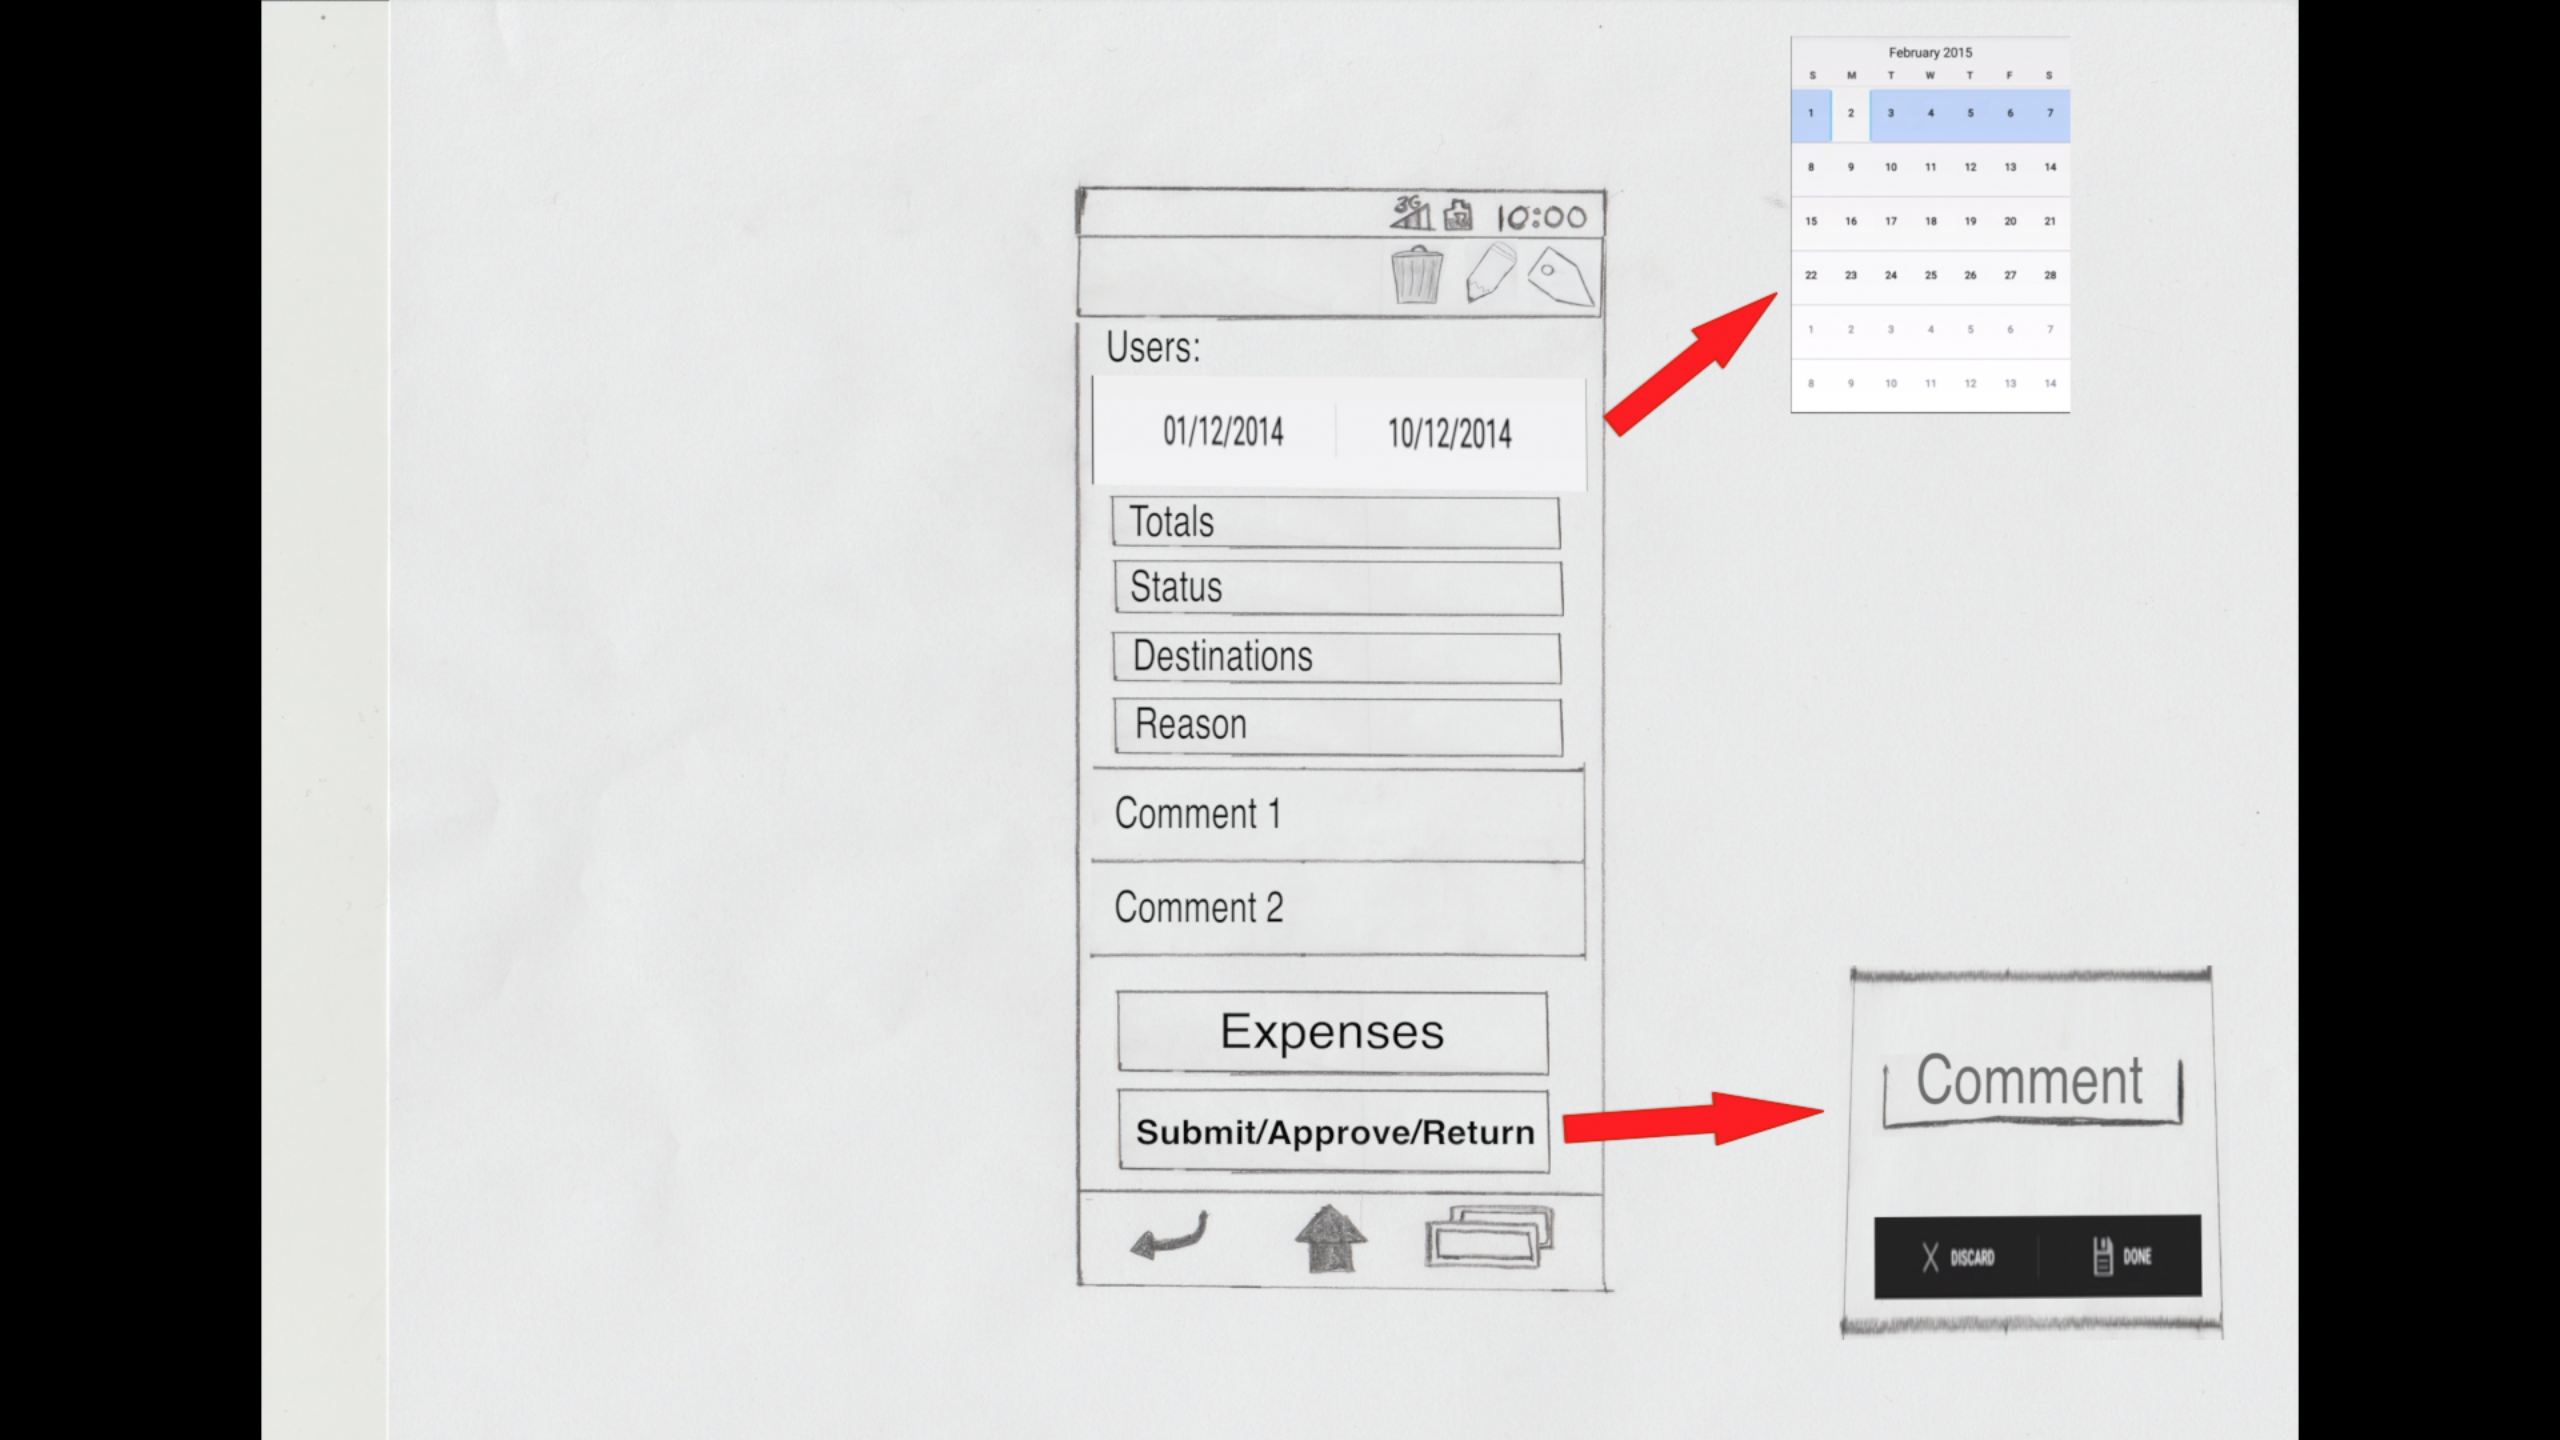 3G 10:00
Users:
01/12/2014 10/12/2014
Totals
Status
Destinations
Reason
Comment 1
Comment 2
Expenses
Submit/Approve/Return
February 2015
S M T W T F S
1 2 3 4 5 6 7
8 9 10 11 12 13 14
15 16 17 18 19 20 21
22 23 24 25 26 27 28
1 2 3 4 5 6 7
8 9 10 11 12 13 14
Comment
X DISCARD DONE